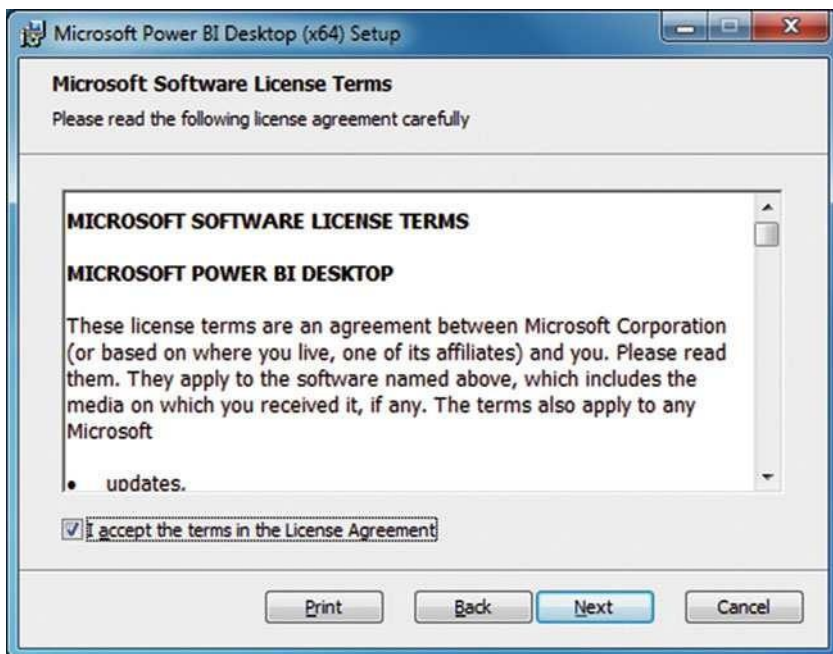 Microsoft Power BI Desktop (x64) Setup
Microsoft Software License Terms
Please read the following license agreement carefully
MICROSOFT SOFTWARE LICENSE TERMS
MICROSOFT POWER BI DESKTOP
These license terms are an agreement between Microsoft Corporation
(or based on where you live, one of its affiliates) and you. Please read
them. They apply to the software named above, which includes the
media on which you received it, if any. The terms also apply to any
Microsoft
• updates,
I accept the terms in the License Agreement
Print Back Next Cancel